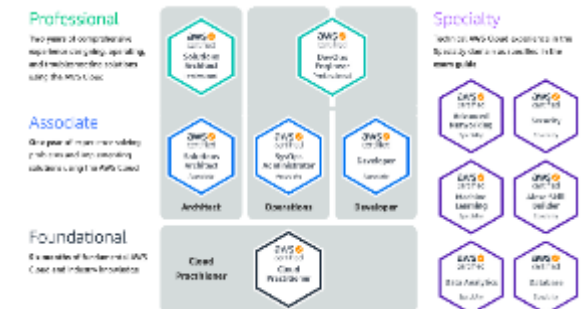 Professional
Two years of comprehensive
experience designing, operating,
and troubleshooting solutions
using the AWS Cloud
Associate
One year of experience solving
problems and implementing
solutions using the AWS Cloud
Foundational
Six months of fundamental AWS
Cloud and industry knowledge
aws
certified
Solutions
Architect
Professional
aws
certified
DevOps
Engineer
Professional
aws
certified
Solutions
Architect
Associate
aws
certified
SysOps
Administrator
Associate
aws
certified
Developer
Associate
Architect
Operations
Developer
Cloud
Practitioner
aws
certified
Cloud
Practitioner
Specialty
Technical AWS Cloud experience in the
Specialty domain as specified in the
exam guide
aws
certified
Advanced
Networking
Specialty
aws
certified
Security
Specialty
aws
certified
Machine
Learning
Specialty
aws
certified
Alexa Skill
Builder
Specialty
aws
certified
Data Analytics
Specialty
aws
certified
Database
Specialty